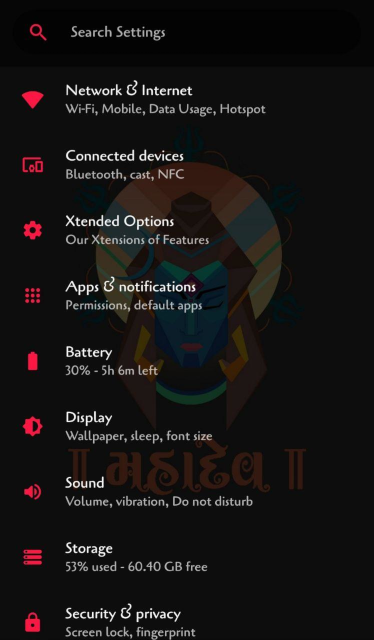 Search Settings
Network & Internet
Wi-Fi, Mobile, Data Usage, Hotspot
Connected devices
Bluetooth, cast, NFC
Xtended Options
Our Xtensions of Features
Apps & notifications
Permissions, default apps
Battery
30% - 5h 6m left
Display
Wallpaper, sleep, font size
॥ મહાદેવ ॥
Sound
Volume, vibration, Do not disturb
Storage
53% used - 60.40 GB free
Security & privacy
Screen lock, fingerprint